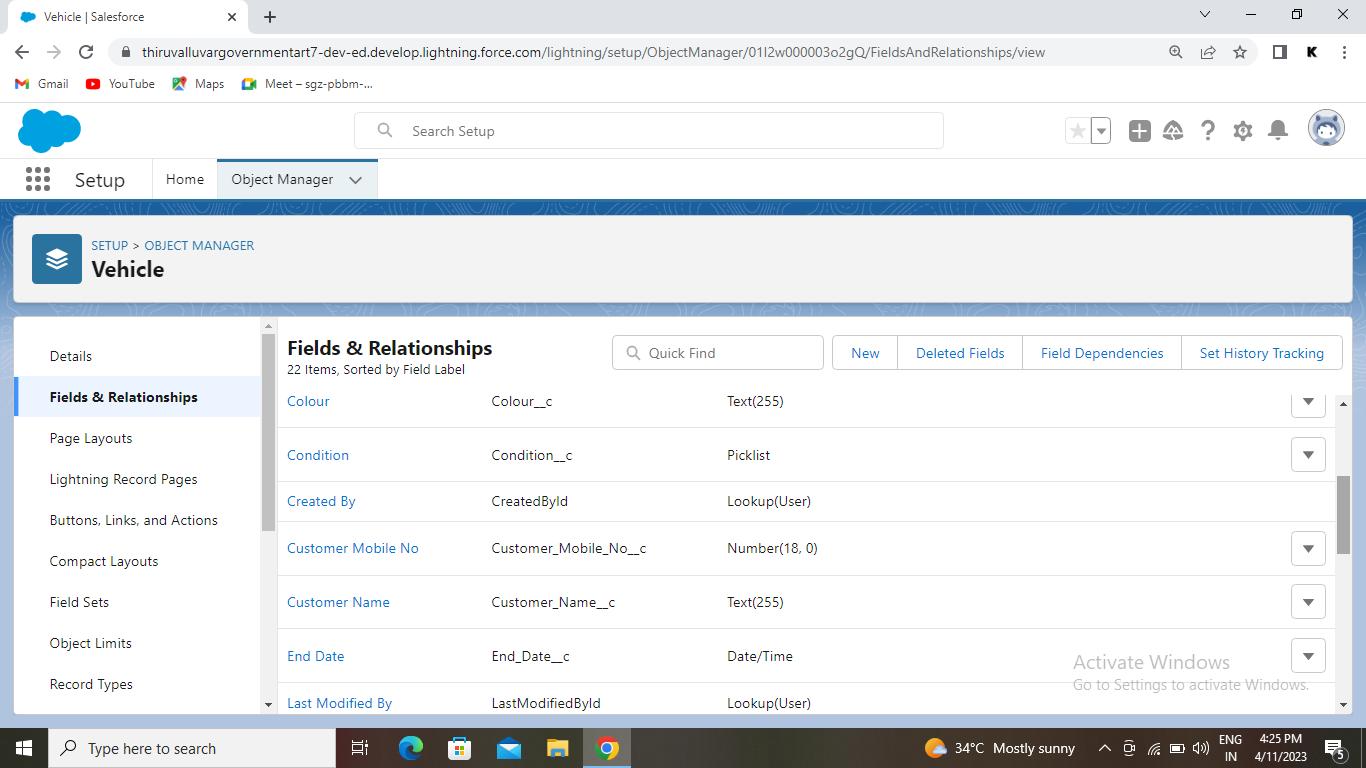 Vehicle | Salesforce
thiruvalluvargovernmentart7-dev-ed.develop.lightning.force.com/lightning/setup/ObjectManager/01I2w000003o2gQ/FieldsAndRelationships/view
K
Gmail YouTube Maps Meet – sgz-pbbm-...
Search Setup
Setup Home Object Manager
SETUP > OBJECT MANAGER
Vehicle
Details
Fields & Relationships
Page Layouts
Lightning Record Pages
Buttons, Links, and Actions
Compact Layouts
Field Sets
Object Limits
Record Types
Fields & Relationships
22 Items, Sorted by Field Label
Quick Find New Deleted Fields Field Dependencies Set History Tracking
Colour Colour__c Text(255)
Condition Condition__c Picklist
Created By CreatedById Lookup(User)
Customer Mobile No Customer_Mobile_No__c Number(18, 0)
Customer Name Customer_Name__c Text(255)
End Date End_Date__c Date/Time
Last Modified By LastModifiedById Lookup(User)
Activate Windows
Go to Settings to activate Windows.
Type here to search
34°C Mostly sunny
ENG
IN
4:25 PM
4/11/2023
5